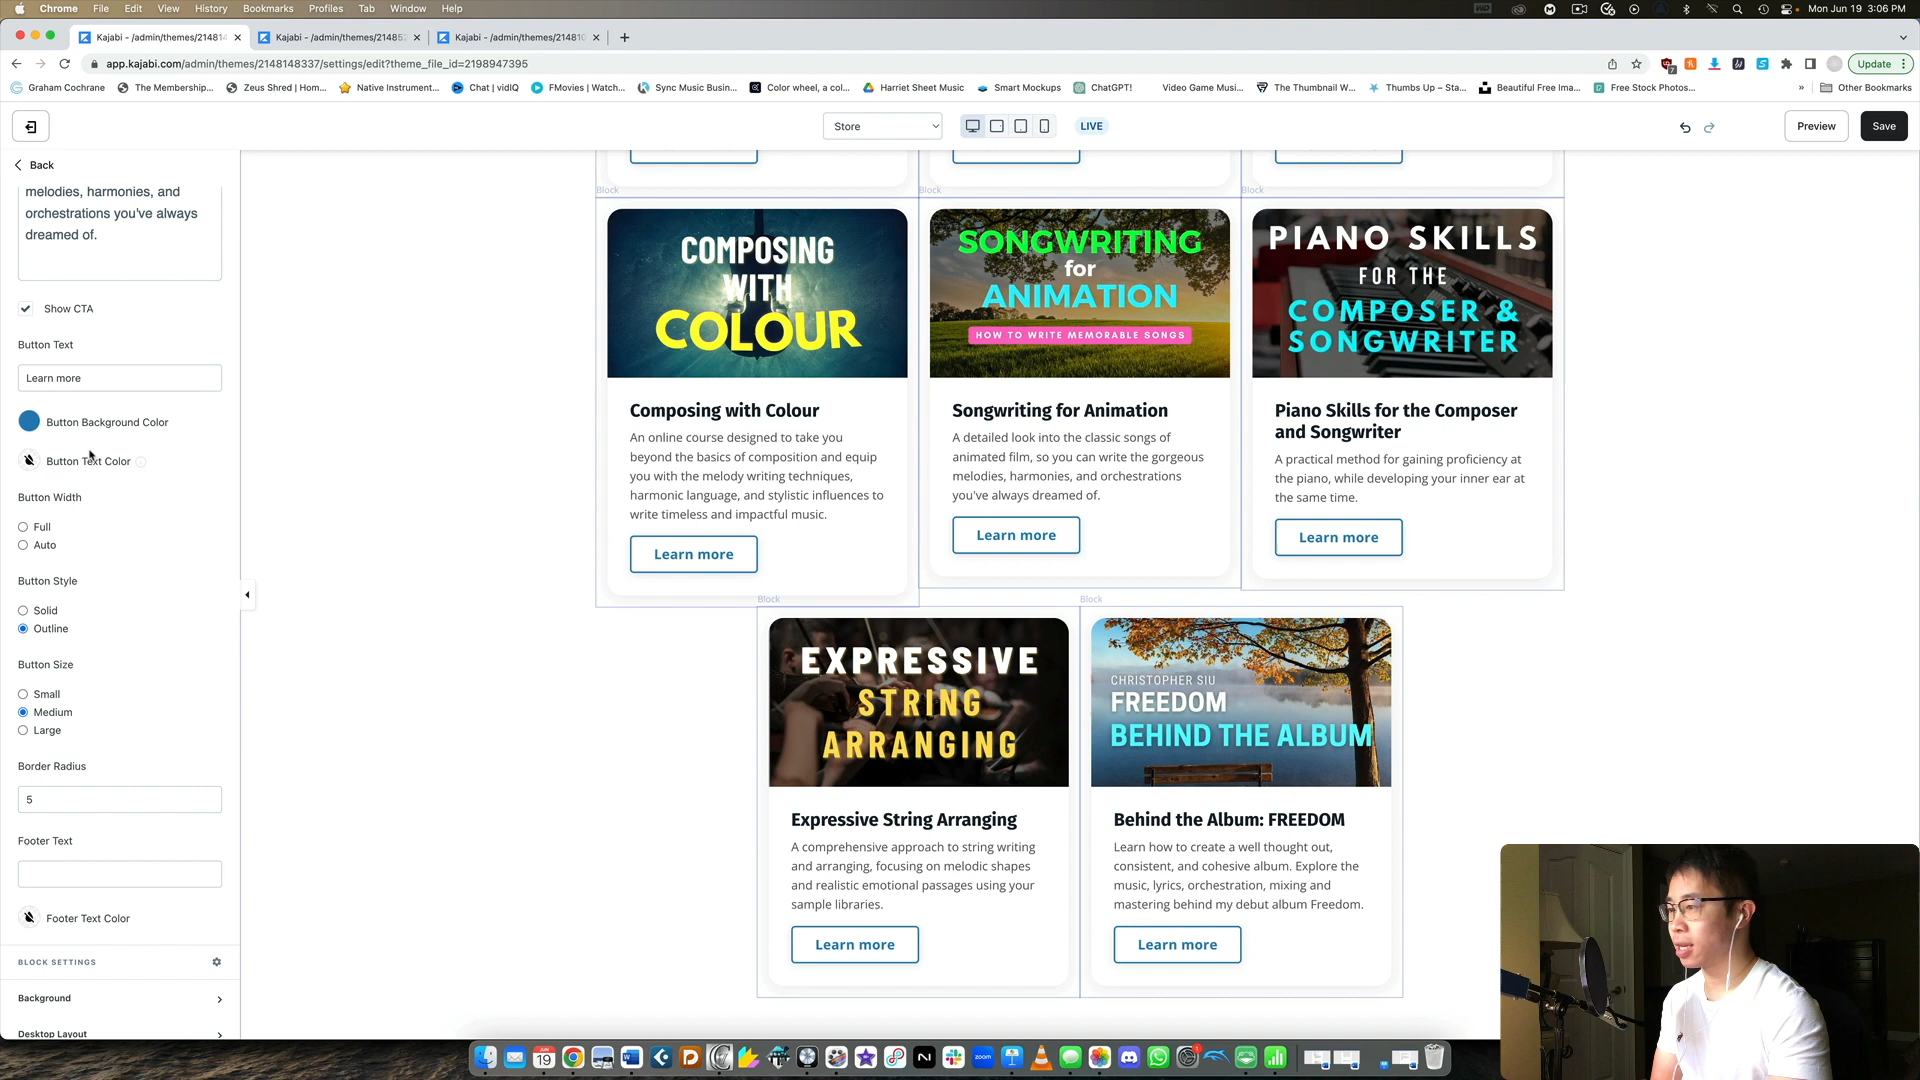 Chrome File Edit View History Bookmarks Profiles Tab Window Help Mon Jun 19 3:06 PM
Kajabi - /admin/themes/214814 Kajabi - /admin/themes/214852 Kajabi - /admin/themes/214810
app.kajabi.com/admin/themes/2148148337/settings/edit?theme_file_id=2198947395 Update
Graham Cochrane The Membership... Zeus Shred | Hom... Native Instrument... Chat | vidIQ FMovies | Watch... Sync Music Busin... Color wheel, a col... Harriet Sheet Music Smart Mockups ChatGPT! Video Game Musi... The Thumbnail W... Thumbs Up – Sta... Beautiful Free Ima... Free Stock Photos... » Other Bookmarks
Store LIVE Preview Save
Back
melodies, harmonies, and
orchestrations you've always
dreamed of.
Show CTA
Button Text
Learn more
Button Background Color
Button Text Color
Button Width
Full
Auto
Button Style
Solid
Outline
Button Size
Small
Medium
Large
Border Radius
5
Footer Text
Footer Text Color
BLOCK SETTINGS
Background
Desktop Layout
Block Block Block
COMPOSING
WITH
COLOUR
Composing with Colour
An online course designed to take you
beyond the basics of composition and equip
you with the melody writing techniques,
harmonic language, and stylistic influences to
write timeless and impactful music.
Learn more
SONGWRITING
for
ANIMATION
HOW TO WRITE MEMORABLE SONGS
Songwriting for Animation
A detailed look into the classic songs of
animated film, so you can write the gorgeous
melodies, harmonies, and orchestrations
you've always dreamed of.
Learn more
PIANO SKILLS
FOR THE
COMPOSER &
SONGWRITER
Piano Skills for the Composer
and Songwriter
A practical method for gaining proficiency at
the piano, while developing your inner ear at
the same time.
Learn more
Block Block
EXPRESSIVE
STRING
ARRANGING
Expressive String Arranging
A comprehensive approach to string writing
and arranging, focusing on melodic shapes
and realistic emotional passages using your
sample libraries.
Learn more
CHRISTOPHER SIU
FREEDOM
BEHIND THE ALBUM
Behind the Album: FREEDOM
Learn how to create a well thought out,
consistent, and cohesive album. Explore the
music, lyrics, orchestration, mixing and
mastering behind my debut album Freedom.
Learn more
JUN
19
zoom